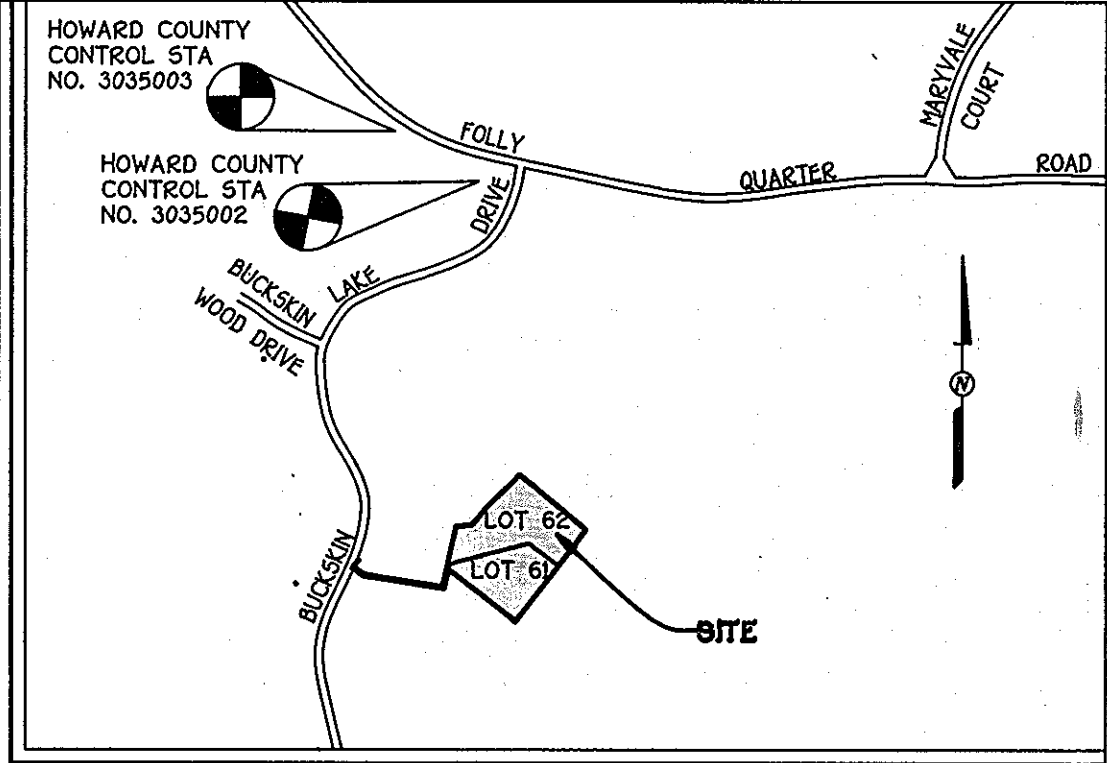 HOWARD COUNTY
CONTROL STA
NO. 3035003
HOWARD COUNTY
CONTROL STA
NO. 3035002
FOLLY
QUARTER
ROAD
MARYVALE
COURT
BUCKSKIN
LAKE
DRIVE
BUCKSKIN
WOOD DRIVE
N
LOT 62
LOT 61
SITE